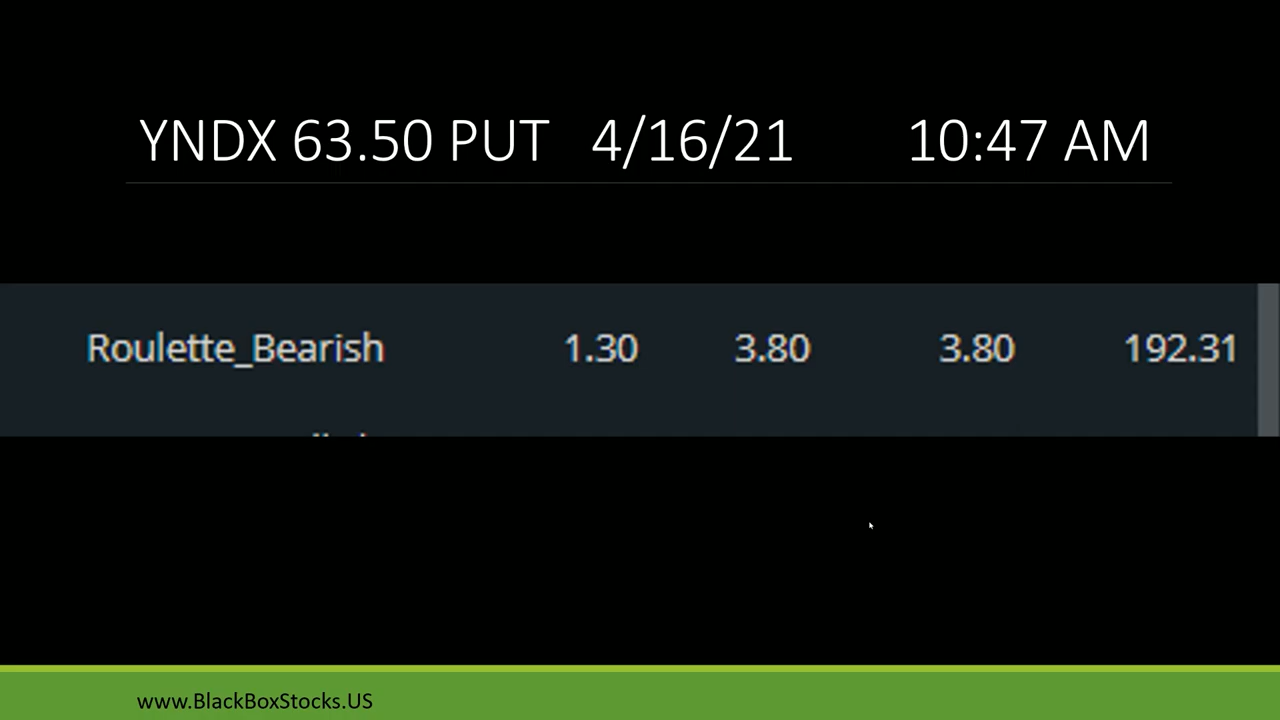 YNDX 63.50 PUT 4/16/21 10:47 AM
Roulette_Bearish 1.30 3.80 3.80 192.31
www.BlackBoxStocks.US